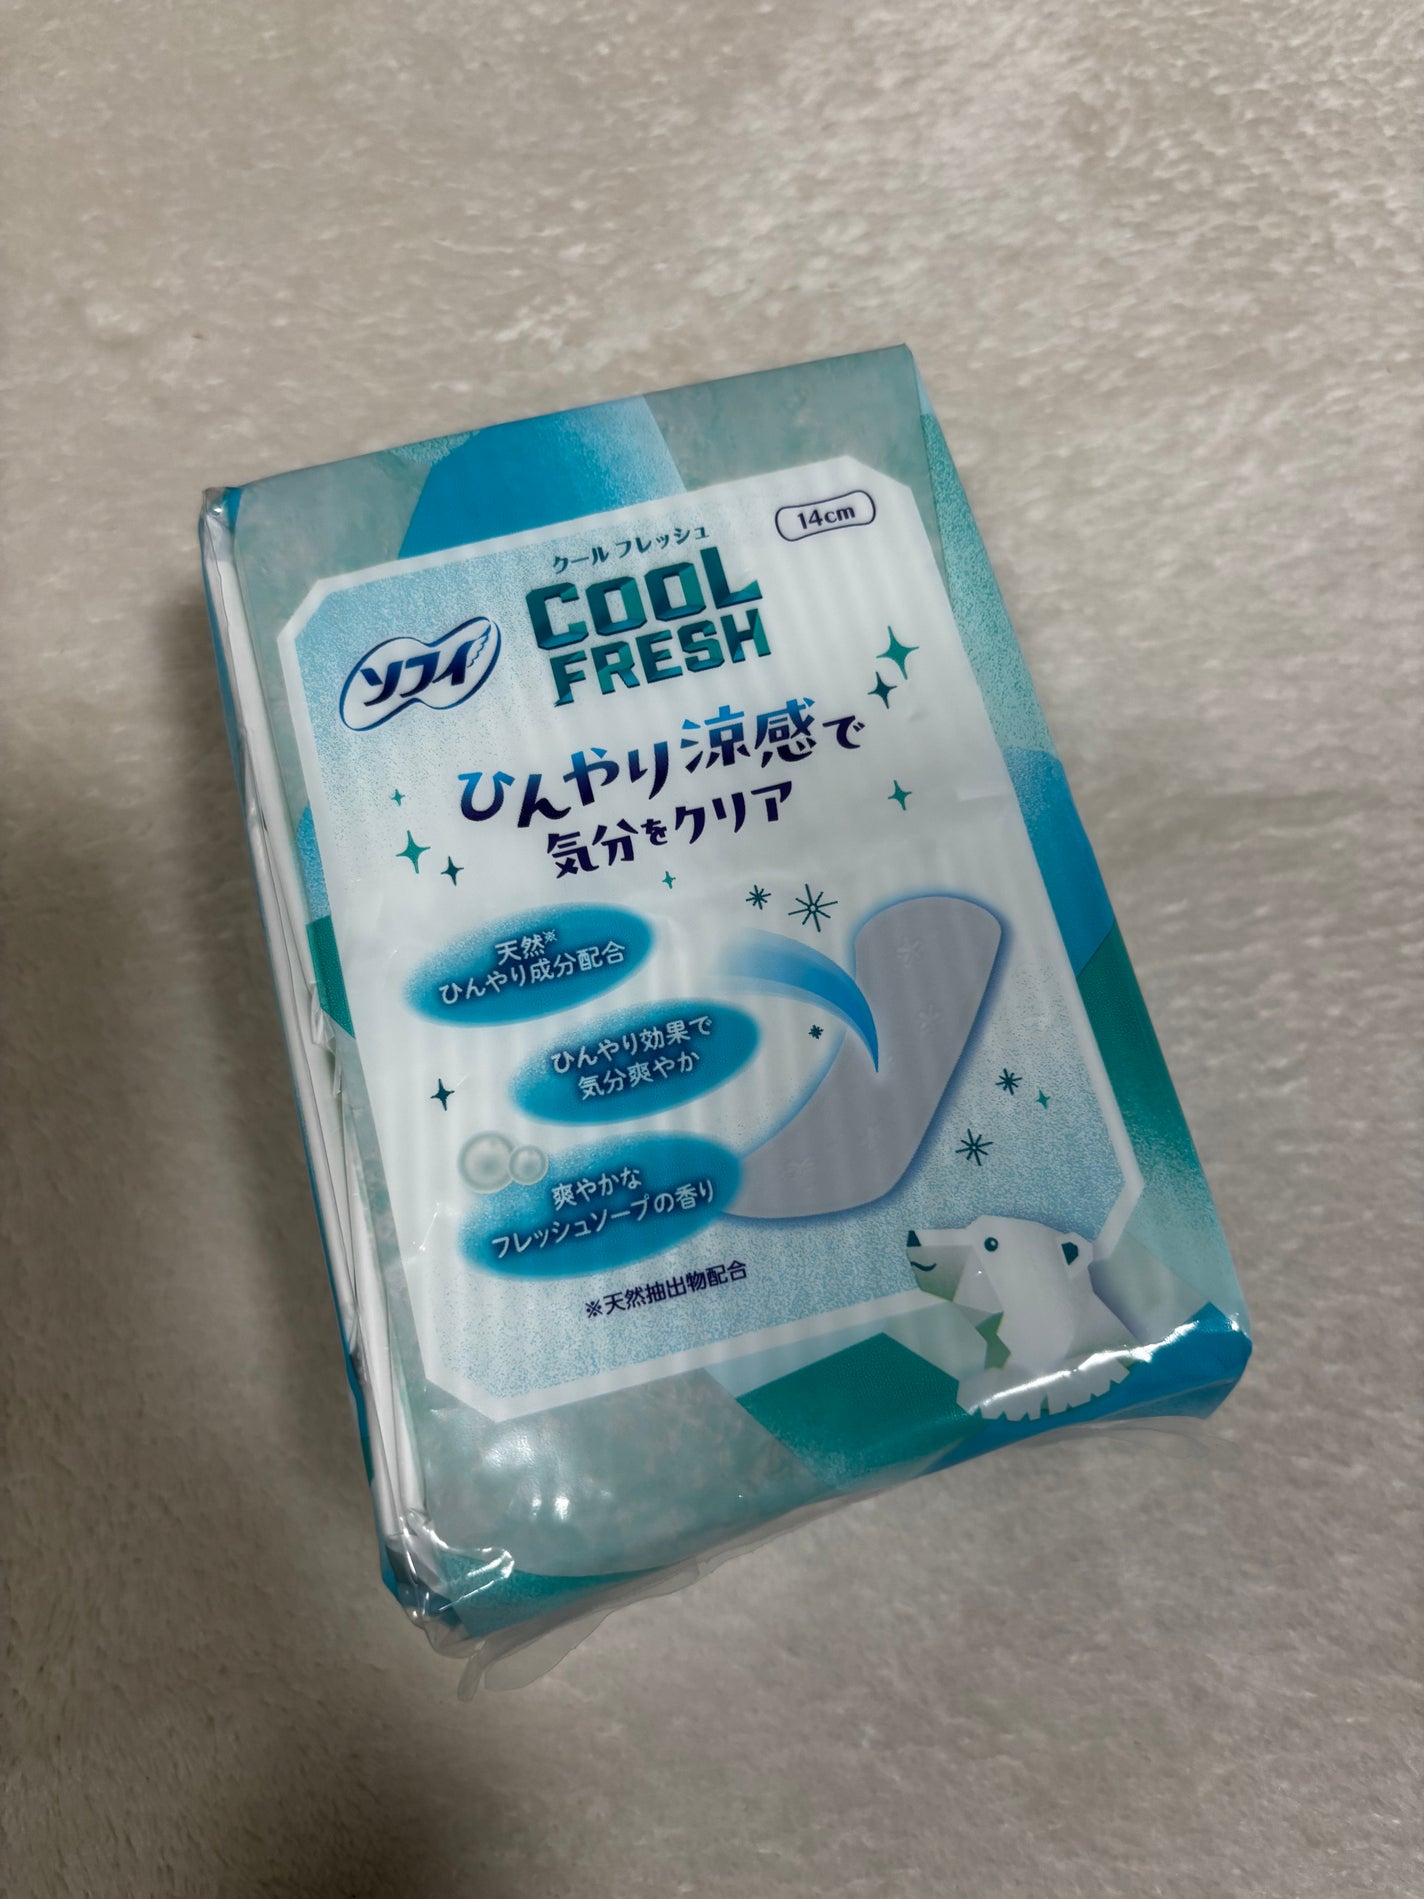 14cm
クール フレッシュ
COOL
FRESH
ソフィ
ひんやり涼感で
気分をクリア
天然※
ひんやり成分配合
ひんやり効果で
気分爽やか
爽やかな
フレッシュソープの香り
※天然抽出物配合